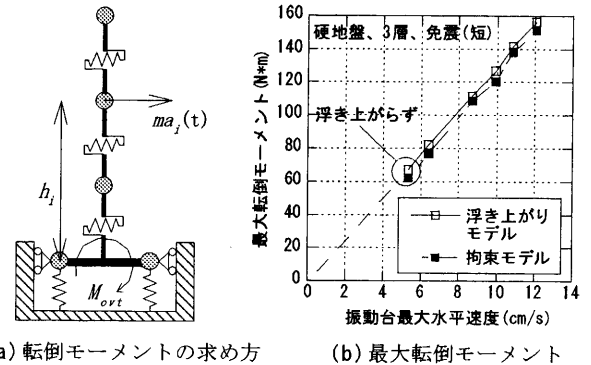 ma_i(t)
h_i
M_ovt
a)転倒モーメントの求め方
硬地盤、3層、免震(短)
浮き上がらず
浮き上がり
モデル
拘束モデル
最大転倒モーメント(N*m)
160
140
120
100
80
60
40
20
0
0 2 4 6 8 10 12 14
振動台最大水平速度(cm/s)
(b)最大転倒モーメント